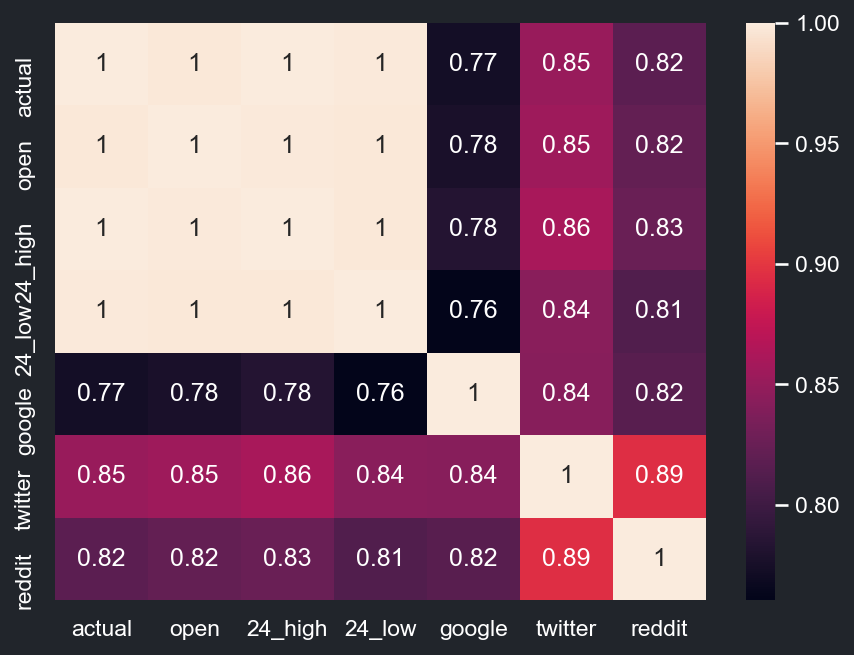 actual 1 1 1 1 0.77 0.85 0.82
open 1 1 1 1 0.78 0.85 0.82
24_high 1 1 1 1 0.78 0.86 0.83
24_low 1 1 1 1 0.76 0.84 0.81
google 0.77 0.78 0.78 0.76 1 0.84 0.82
twitter 0.85 0.85 0.86 0.84 0.84 1 0.89
reddit 0.82 0.82 0.83 0.81 0.82 0.89 1
actual open 24_high 24_low google twitter reddit
1.00
0.95
0.90
0.85
0.80